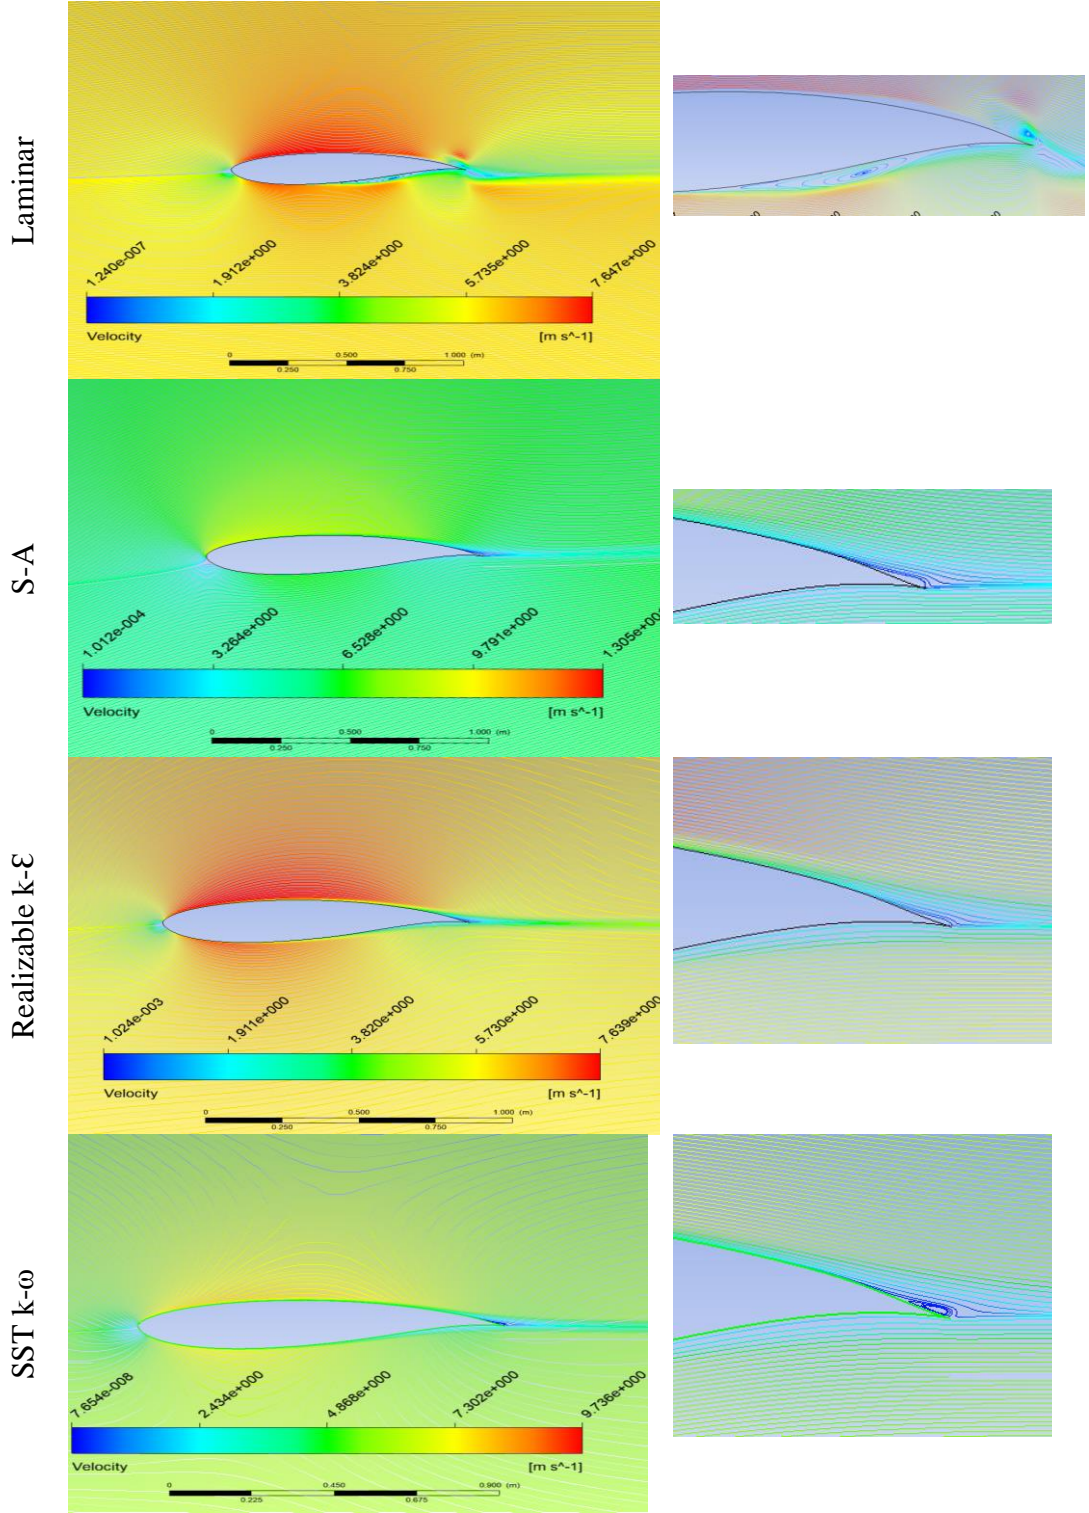 Laminar
1.240e-007
1.912e+000
3.824e+000
5.735e+000
7.647e+000
Velocity
[m s^-1]
0
0.500
1.000 (m)
0.250
0.750
S-A
1.012e-004
3.264e+000
6.528e+000
9.791e+000
Velocity
[m s^-1]
0
0.500
1.000 (m)
0.250
0.750
Realizable k-Ɛ
1.024e-003
1.911e+000
3.820e+000
5.730e+000
7.639e+000
Velocity
[m s^-1]
0
0.500
1.000 (m)
0.250
0.750
SST k-ω
7.654e-008
2.434e+000
4.868e+000
7.302e+000
9.736e+000
Velocity
[m s^-1]
0
0.450
0.900 (m)
0.225
0.675